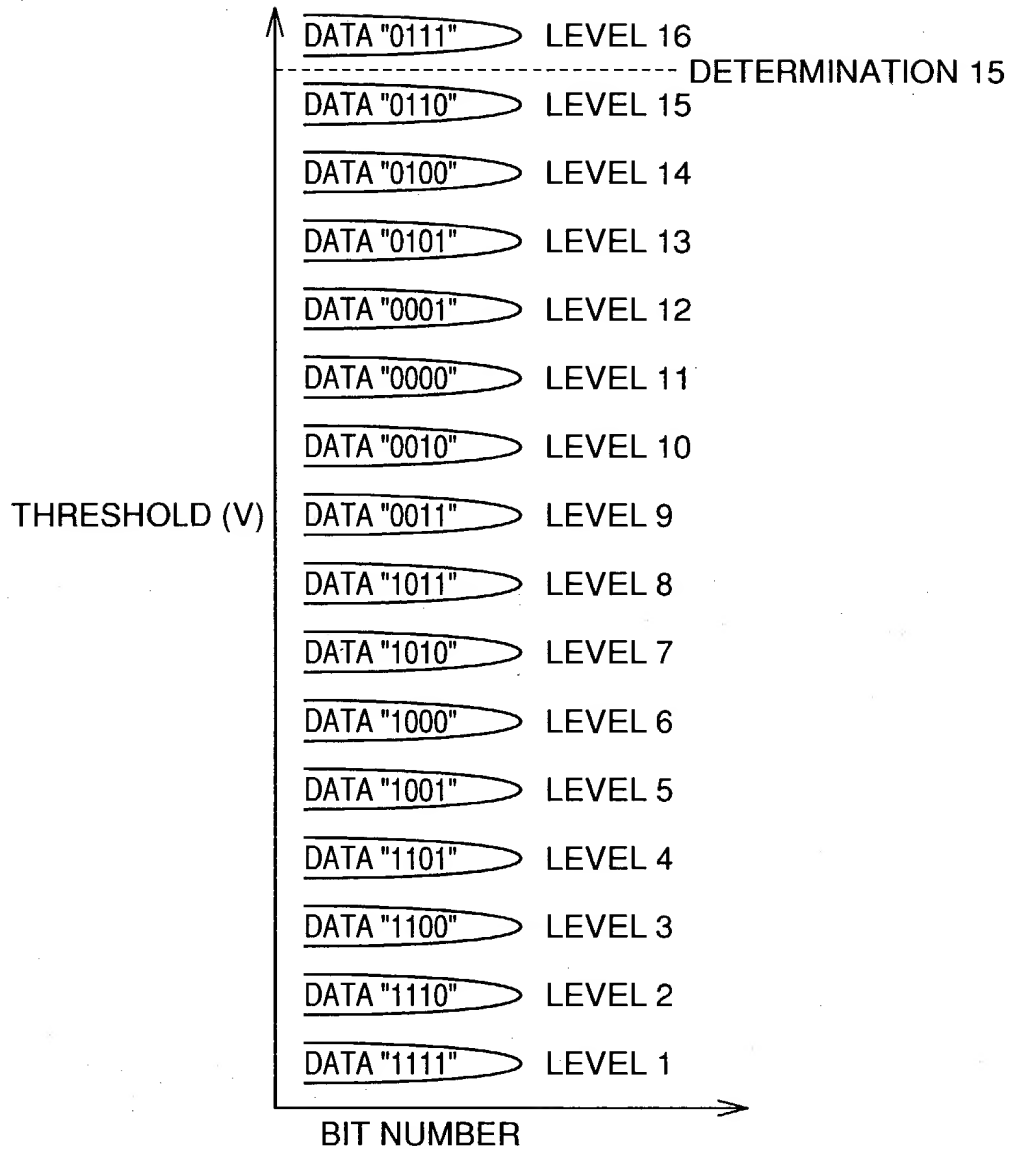 DATA "0111" LEVEL 16
DETERMINATION 15
DATA "0110" LEVEL 15
DATA "0100" LEVEL 14
DATA "0101" LEVEL 13
DATA "0001" LEVEL 12
DATA "0000" LEVEL 11
DATA "0010" LEVEL 10
THRESHOLD (V) DATA "0011" LEVEL 9
DATA "1011" LEVEL 8
DATA "1010" LEVEL 7
DATA "1000" LEVEL 6
DATA "1001" LEVEL 5
DATA "1101" LEVEL 4
DATA "1100" LEVEL 3
DATA "1110" LEVEL 2
DATA "1111" LEVEL 1
BIT NUMBER